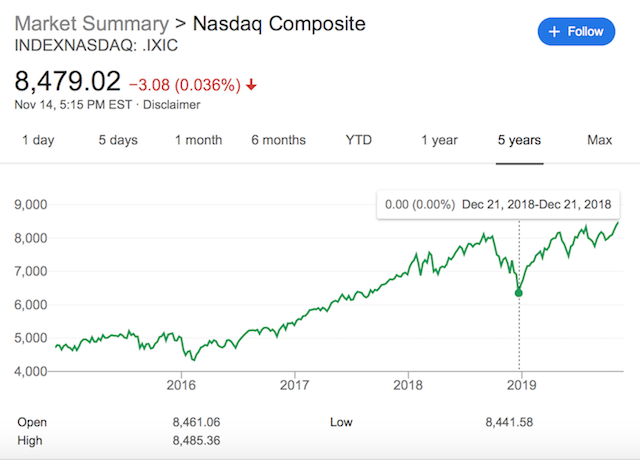 Market Summary > Nasdaq Composite
INDEXNASDAQ: .IXIC
+ Follow
8,479.02 −3.08 (0.036%) ↓
Nov 14, 5:15 PM EST · Disclaimer
1 day 5 days 1 month 6 months YTD 1 year 5 years Max
0.00 (0.00%) Dec 21, 2018-Dec 21, 2018
9,000
8,000
7,000
6,000
5,000
4,000
2016 2017 2018 2019
Open 8,461.06 Low 8,441.58
High 8,485.36